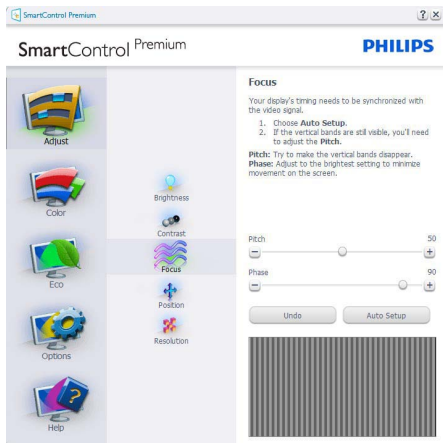 SmartControl Premium
? ×
SmartControl Premium
PHILIPS
Adjust
Color
Eco
Options
Help
Brightness
Contrast
Focus
Position
Resolution
Focus
Your display's timing needs to be synchronized with
the video signal.
1. Choose Auto Setup.
2. If the vertical bands are still visible, you'll need
to adjust the Pitch.
Pitch: Try to make the vertical bands disappear.
Phase: Adjust to the brightest setting to minimize
movement on the screen.
Pitch 50
Phase 90
Undo Auto Setup